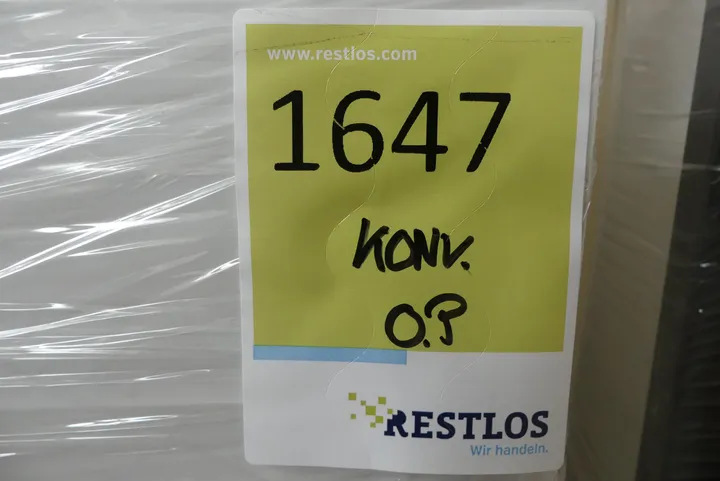 www.restlos.com
1647
KONV.
O.P
RESTLOS
Wir handeln.